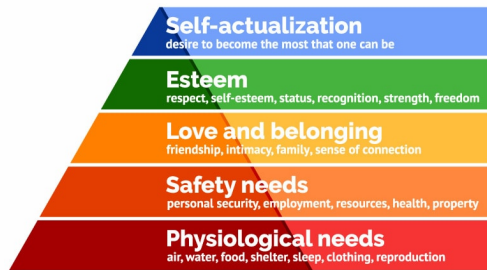 Self-actualization
desire to become the most that one can be
Esteem
respect, self-esteem, status, recognition, strength, freedom
Love and belonging
friendship, intimacy, family, sense of connection
Safety needs
personal security, employment, resources, health, property
Physiological needs
air, water, food, shelter, sleep, clothing, reproduction